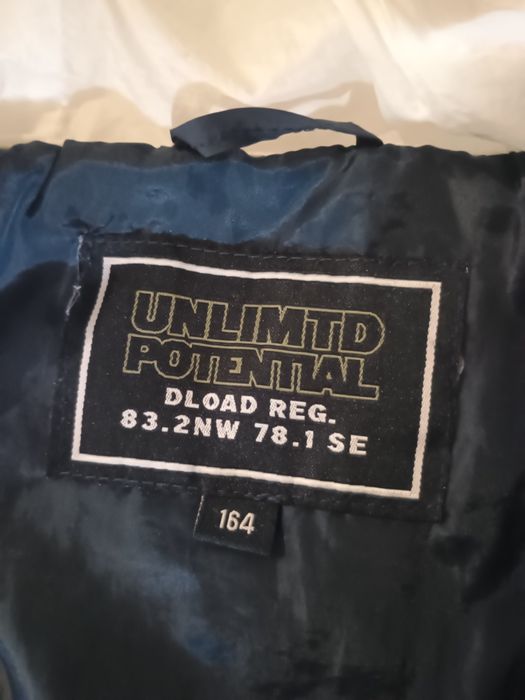 UNLIMTD
POTENTIAL
DLOAD REG.
83.2NW 78.1 SE
164